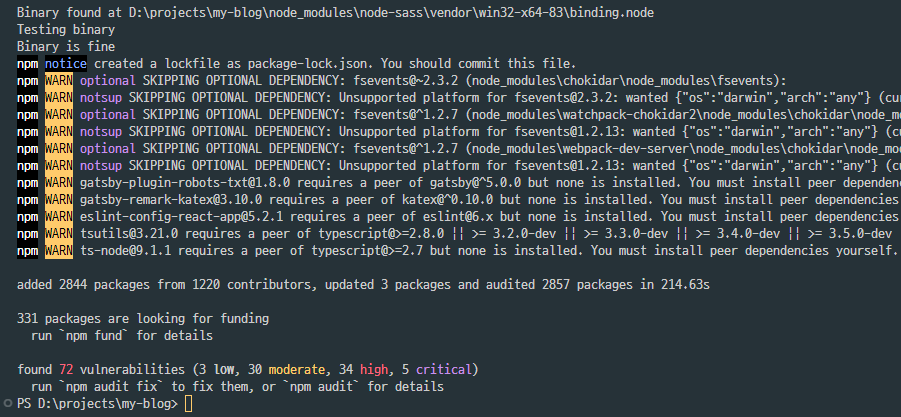 Binary found at D:\projects\my-blog\node_modules\node-sass\vendor\win32-x64-83\binding.node
Testing binary
Binary is fine
npm notice created a lockfile as package-lock.json. You should commit this file.
npm WARN optional SKIPPING OPTIONAL DEPENDENCY: fsevents@~2.3.2 (node_modules\chokidar\node_modules\fsevents):
npm WARN notsup SKIPPING OPTIONAL DEPENDENCY: Unsupported platform for fsevents@2.3.2: wanted {"os":"darwin","arch":"any"} (cu
npm WARN optional SKIPPING OPTIONAL DEPENDENCY: fsevents@^1.2.7 (node_modules\watchpack-chokidar2\node_modules\chokidar\node_m
npm WARN notsup SKIPPING OPTIONAL DEPENDENCY: Unsupported platform for fsevents@1.2.13: wanted {"os":"darwin","arch":"any"} (c
npm WARN optional SKIPPING OPTIONAL DEPENDENCY: fsevents@^1.2.7 (node_modules\webpack-dev-server\node_modules\chokidar\node_mo
npm WARN notsup SKIPPING OPTIONAL DEPENDENCY: Unsupported platform for fsevents@1.2.13: wanted {"os":"darwin","arch":"any"} (c
npm WARN gatsby-plugin-robots-txt@1.8.0 requires a peer of gatsby@^5.0.0 but none is installed. You must install peer dependenc
npm WARN gatsby-remark-katex@3.10.0 requires a peer of katex@^0.10.0 but none is installed. You must install peer dependencies
npm WARN eslint-config-react-app@5.2.1 requires a peer of eslint@6.x but none is installed. You must install peer dependencies
npm WARN tsutils@3.21.0 requires a peer of typescript@>=2.8.0 || >= 3.2.0-dev || >= 3.3.0-dev || >= 3.4.0-dev || >= 3.5.0-dev
npm WARN ts-node@9.1.1 requires a peer of typescript@>=2.7 but none is installed. You must install peer dependencies yourself.
added 2844 packages from 1220 contributors, updated 3 packages and audited 2857 packages in 214.63s
331 packages are looking for funding
run `npm fund` for details
found 72 vulnerabilities (3 low, 30 moderate, 34 high, 5 critical)
run `npm audit fix` to fix them, or `npm audit` for details
PS D:\projects\my-blog>